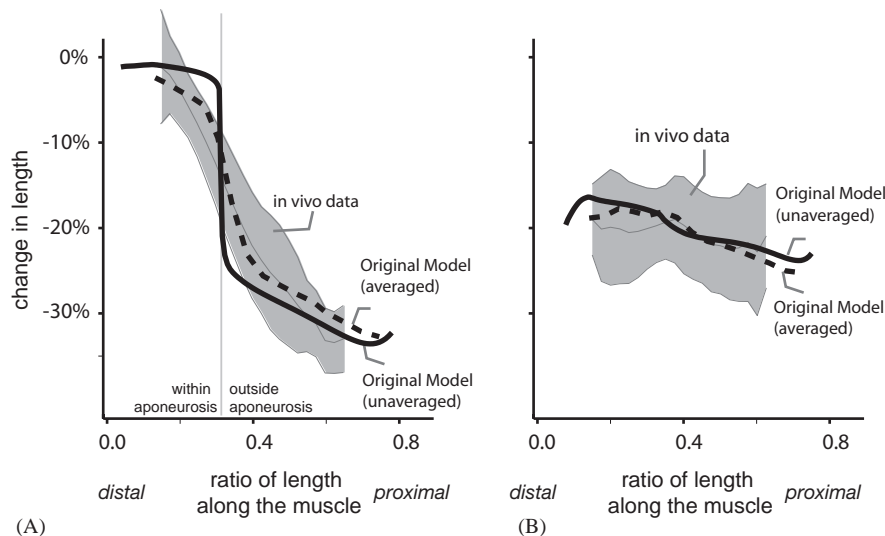 change in length
0%
-10%
-20%
-30%
in vivo data
Original Model
(averaged)
Original Model
(unaveraged)
within
aponeurosis
outside
aponeurosis
0.0
0.4
0.8
distal
ratio of length
along the muscle
proximal
(A)
in vivo data
Original Model
(unaveraged)
Original Model
(averaged)
0.0
0.4
0.8
distal
ratio of length
along the muscle
proximal
(B)